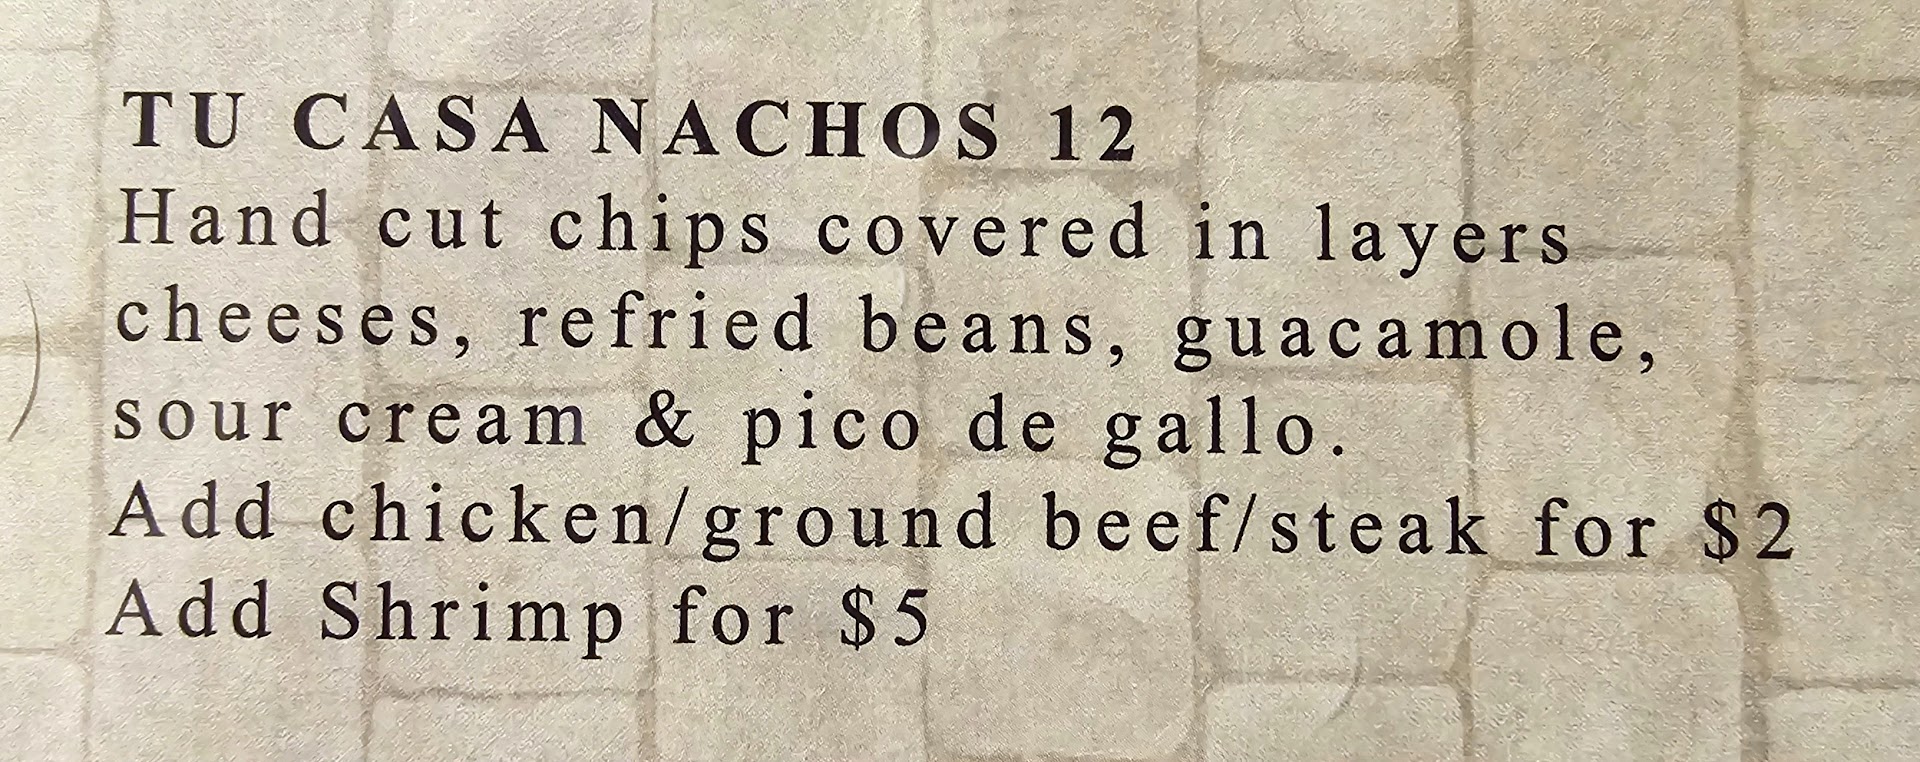 TU CASA NACHOS 12
Hand cut chips covered in layers
cheeses, refried beans, guacamole,
sour cream & pico de gallo.
Add chicken/ground beef/steak for $2
Add Shrimp for $5